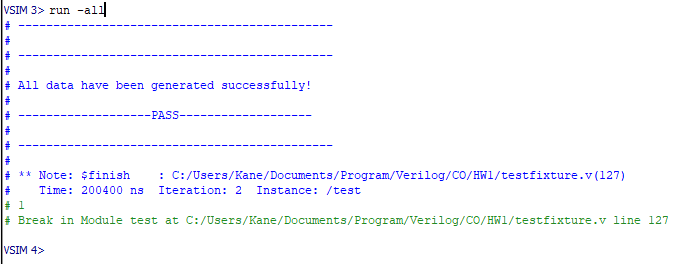 VSIM 3> run -all
# ------------------------------------------
#
# ------------------------------------------
#
# All data have been generated successfully!
#
# -------------------PASS-------------------
#
# ------------------------------------------
#
# ** Note: $finish    : C:/Users/Kane/Documents/Program/Verilog/CO/HW1/testfixture.v(127)
#    Time: 200400 ns  Iteration: 2  Instance: /test
# 1
# Break in Module test at C:/Users/Kane/Documents/Program/Verilog/CO/HW1/testfixture.v line 127
VSIM 4>